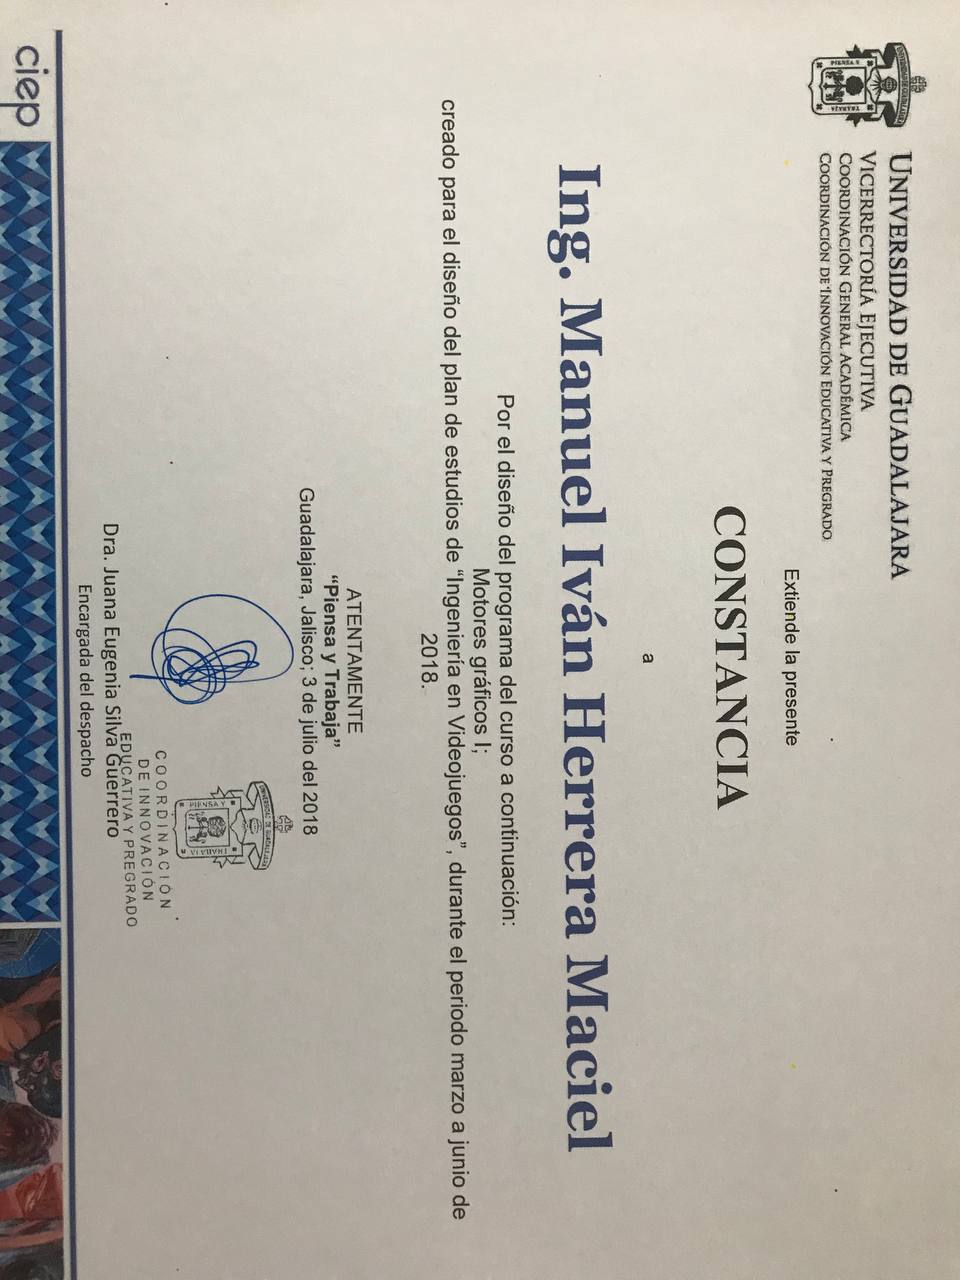 UNIVERSIDAD DE GUADALAJARA
VICERRECTORÍA EJECUTIVA
COORDINACIÓN GENERAL ACADÉMICA
COORDINACIÓN DE INNOVACIÓN EDUCATIVA Y PREGRADO
UNIVERSIDAD DE GUADALAJARA
PIENSA Y
TRABAJA
Extiende la presente
CONSTANCIA
a
Ing. Manuel Iván Herrera Maciel
Por el diseño del programa del curso a continuación:
Motores gráficos I;
creado para el diseño del plan de estudios de “Ingeniería en Videojuegos”, durante el periodo marzo a junio de
2018.
ATENTAMENTE
“Piensa y Trabaja”
Guadalajara, Jalisco; 3 de julio del 2018
UNIVERSIDAD DE GUADALAJARA
PIENSA Y
TRABAJA
COORDINACIÓN
DE INNOVACIÓN
EDUCATIVA Y PREGRADO
Dra. Juana Eugenia Silva Guerrero
Encargada del despacho
ciep